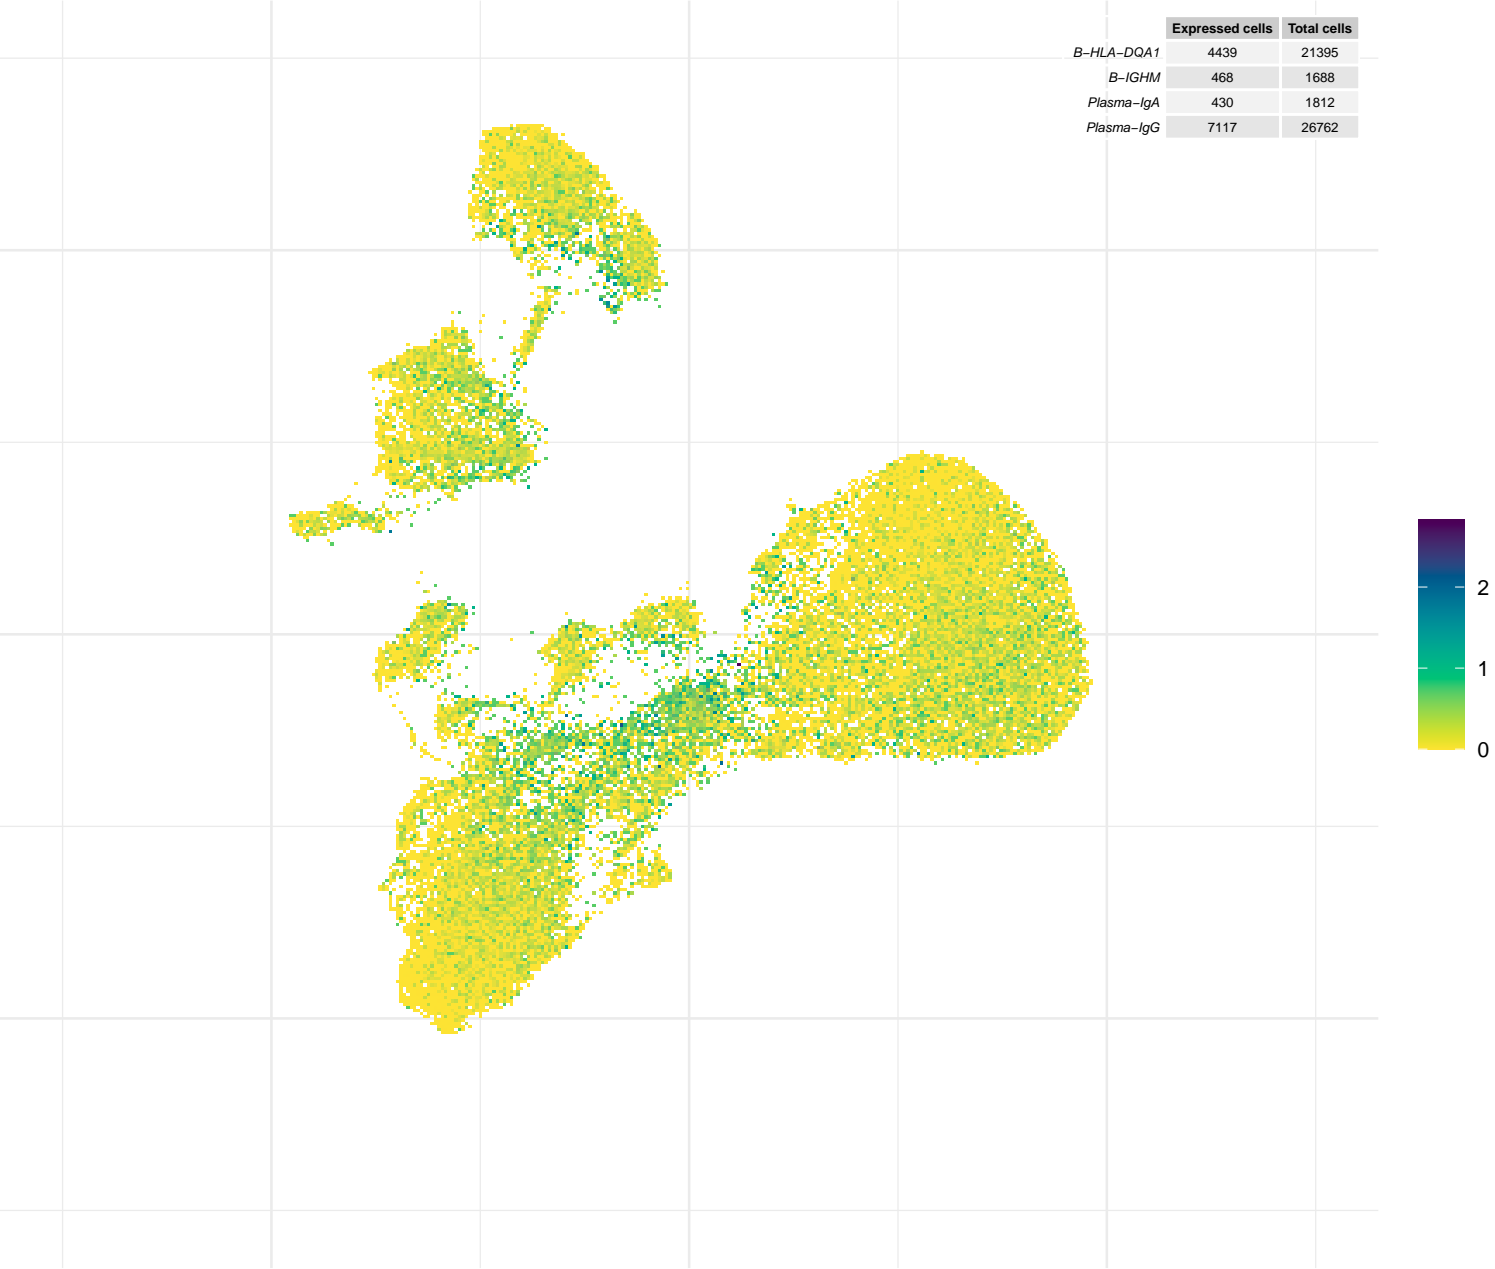 Expressed cells Total cells
B−HLA−DQA1 4439 21395
B−IGHM 468 1688
Plasma−IgA 430 1812
Plasma−IgG 7117 26762
2
1
0